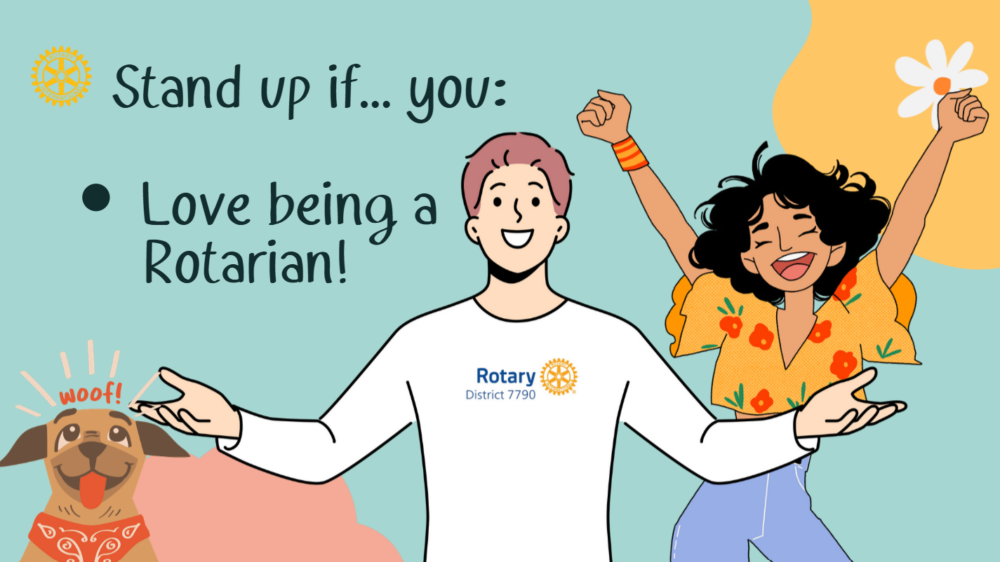 Stand up if... you:
● Love being a
Rotarian!
Rotary
District 7790
woof!